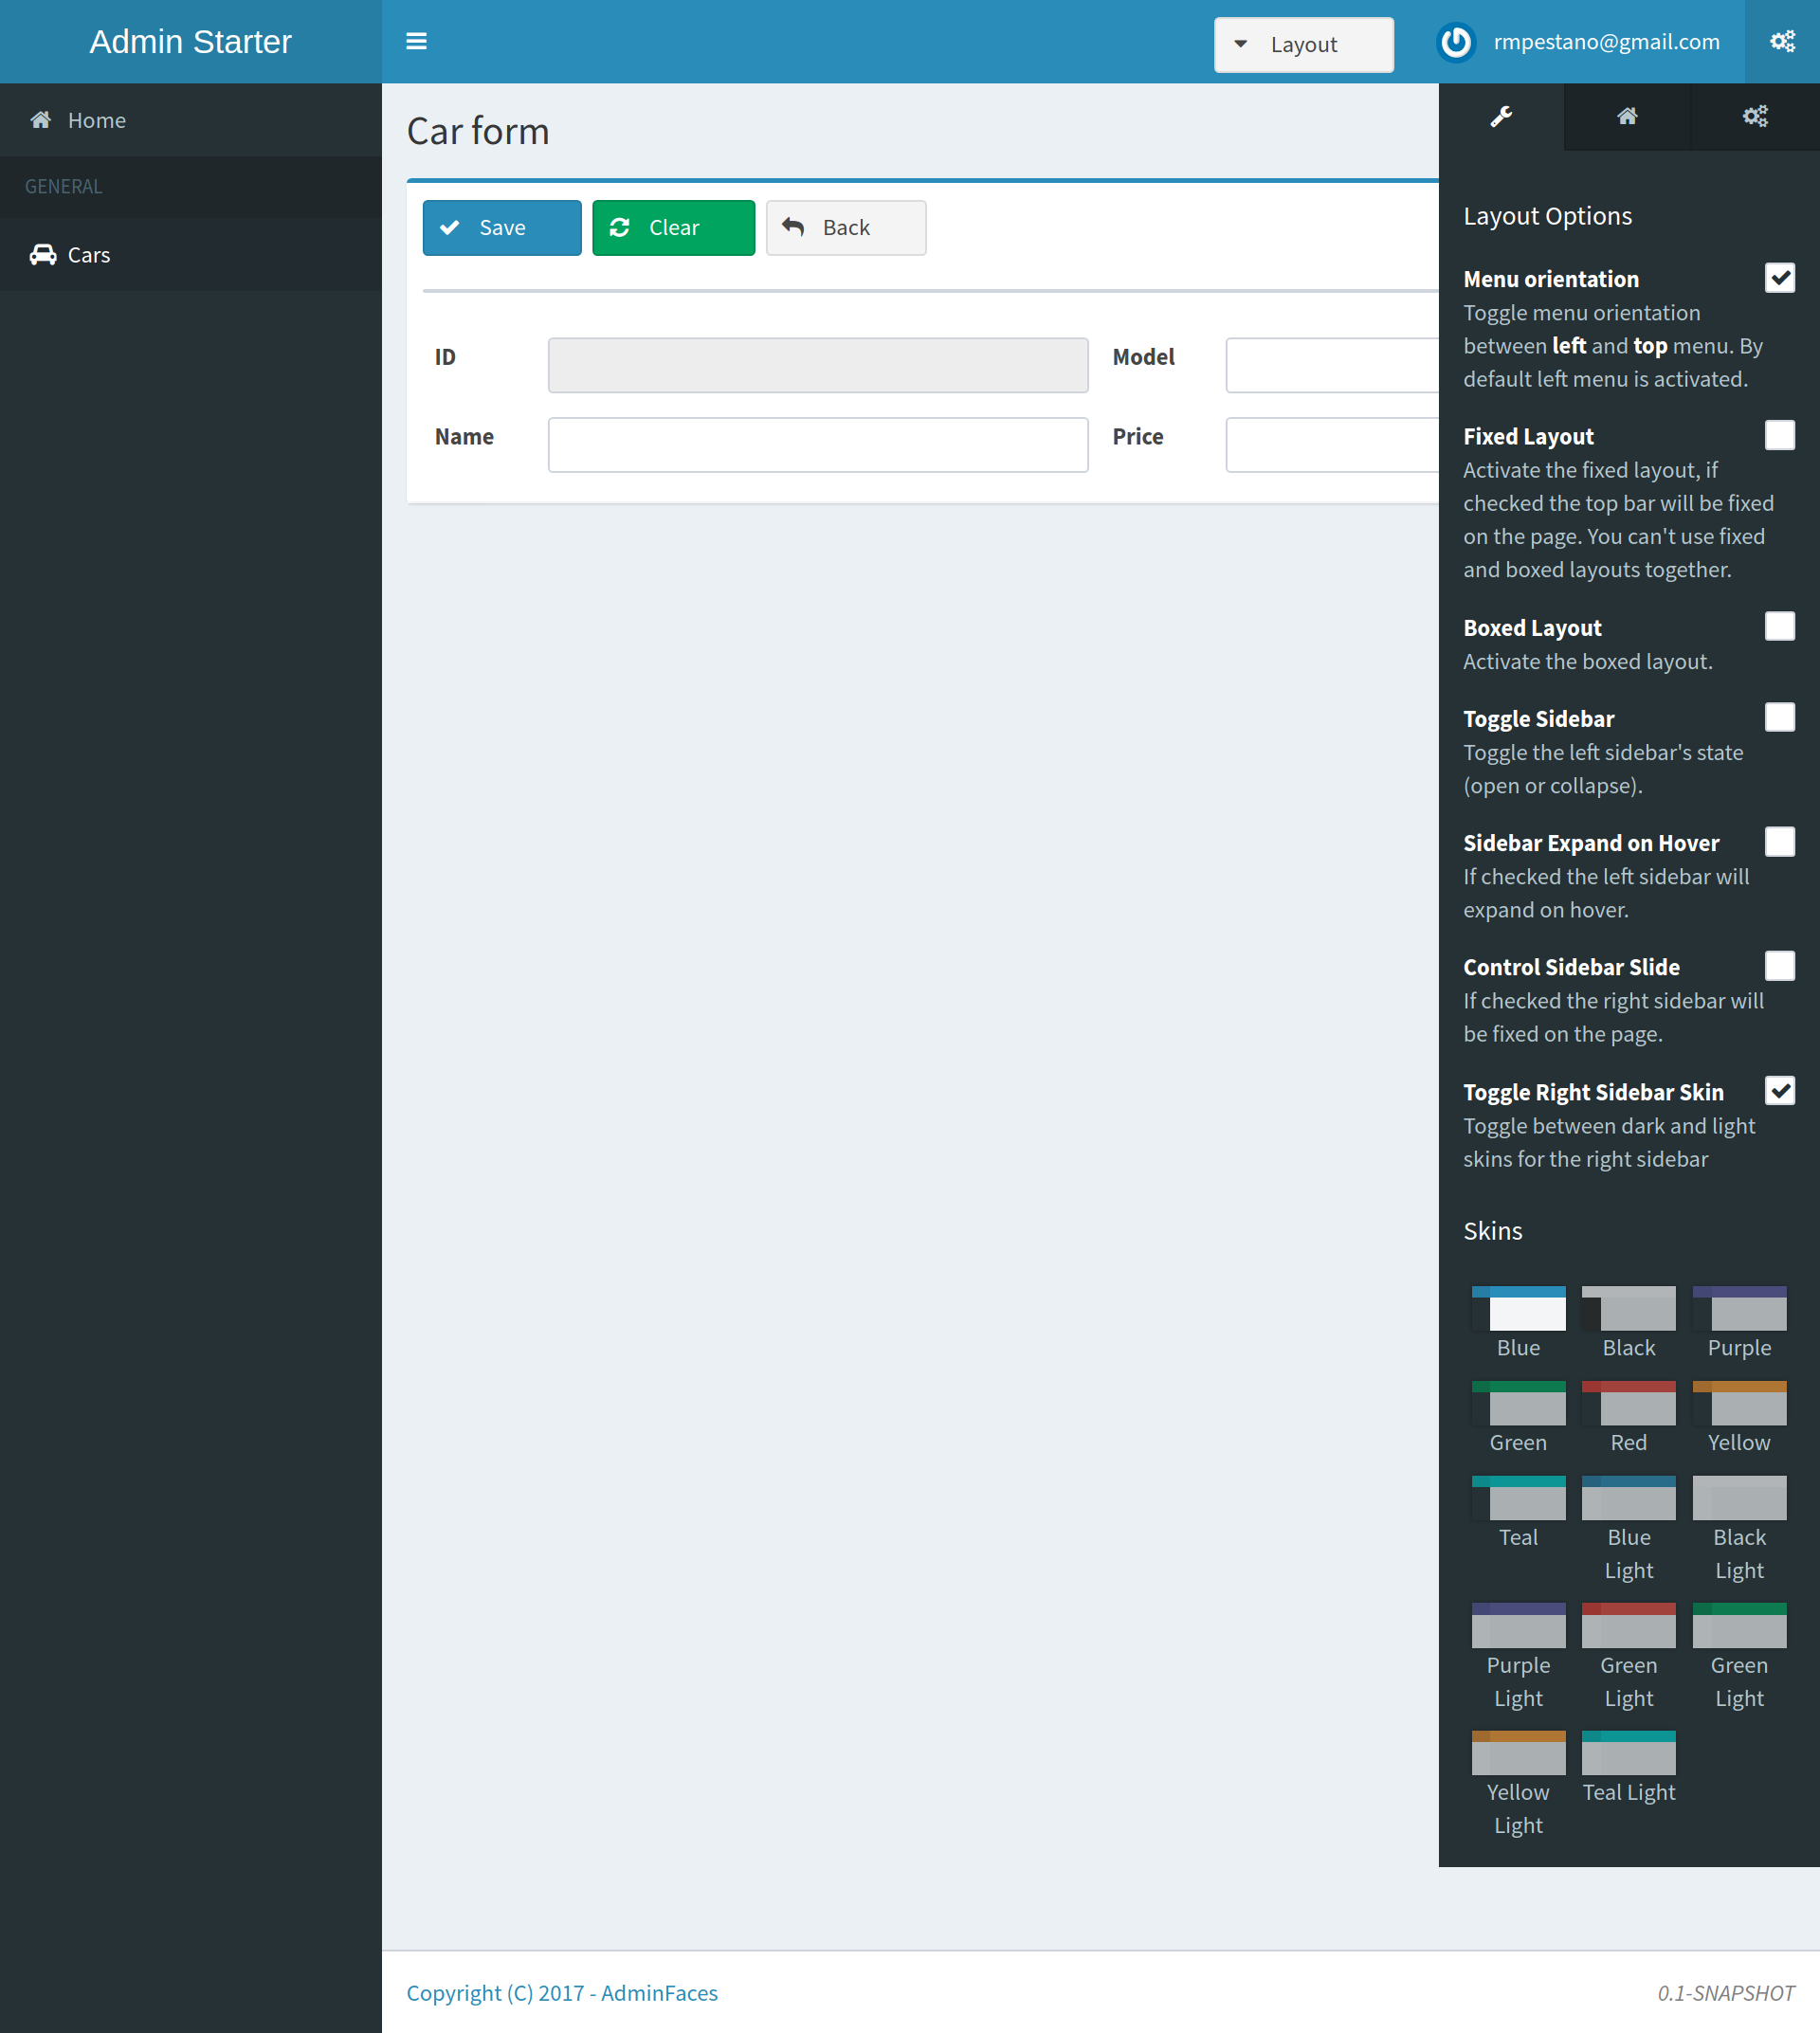 Admin Starter
Layout
rmpestano@gmail.com
Home
GENERAL
Cars
Car form
Save
Clear
Back
ID
Model
Name
Price
Layout Options
Menu orientation
Toggle menu orientation
between left and top menu. By
default left menu is activated.
Fixed Layout
Activate the fixed layout, if
checked the top bar will be fixed
on the page. You can't use fixed
and boxed layouts together.
Boxed Layout
Activate the boxed layout.
Toggle Sidebar
Toggle the left sidebar's state
(open or collapse).
Sidebar Expand on Hover
If checked the left sidebar will
expand on hover.
Control Sidebar Slide
If checked the right sidebar will
be fixed on the page.
Toggle Right Sidebar Skin
Toggle between dark and light
skins for the right sidebar
Skins
Blue
Black
Purple
Green
Red
Yellow
Teal
Blue
Light
Black
Light
Purple
Light
Green
Light
Green
Light
Yellow
Light
Teal Light
Copyright (C) 2017 - AdminFaces
0.1-SNAPSHOT